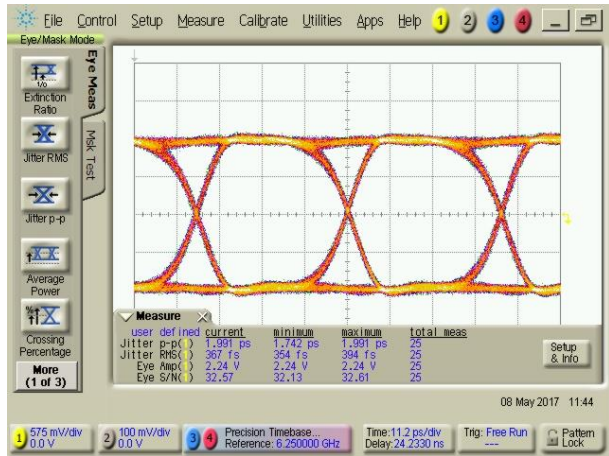 File Control Setup Measure Calibrate Utilities Apps Help 1 2 3 4
Eye/Mask Mode
Eye Meas
Msk Test
Extinction
Ratio
Jitter RMS
Jitter p-p
Average
Power
Crossing
Percentage
More
(1 of 3)
Measure
user defined current minimum maximum total meas
Jitter p-p(1) 1.991 ps 1.742 ps 1.991 ps 25
Jitter RMS(1) 367 fs 354 fs 394 fs 25
Eye Amp(1) 2.24 V 2.24 V 2.24 V 25
Eye S/N(1) 32.57 32.13 32.61 25
Setup
& Info
08 May 2017 11:44
1 575 mV/div
0.0 V
2 100 mV/div
0.0 V
3 4 Precision Timebase...
Reference: 6.250000 GHz
Time:11.2 ps/div
Delay:24.2330 ns
Trig: Free Run
---
Pattern
Lock